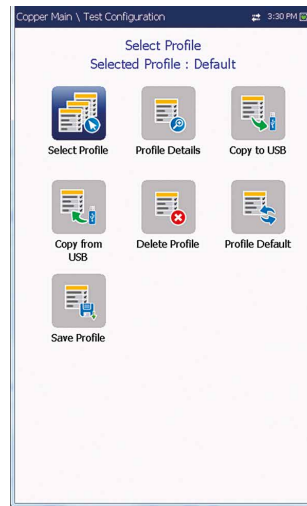 Copper Main \ Test Configuration 3:30 PM
Select Profile
Selected Profile : Default
Select Profile Profile Details Copy to USB
Copy from Delete Profile Profile Default
USB
Save Profile